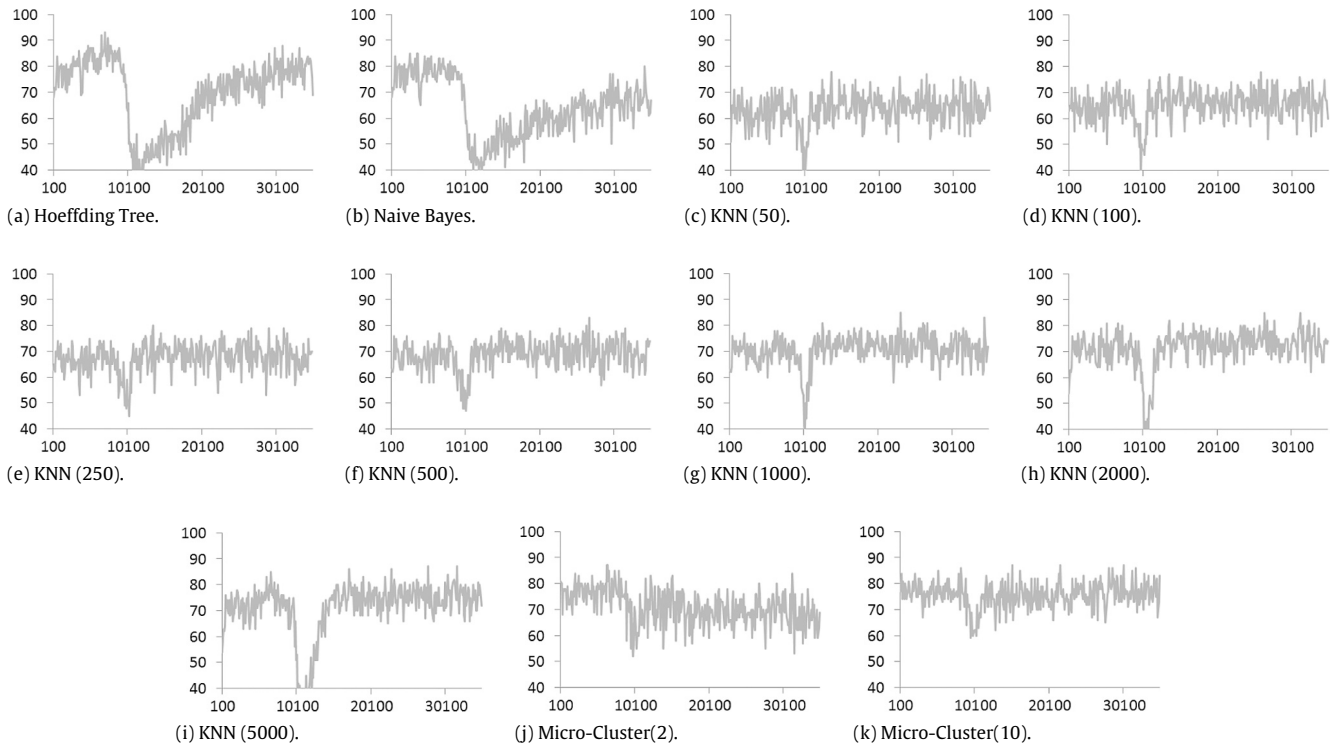 100 100 100 100
90 90 90 90
80 80 80 80
70 70 70 70
60 60 60 60
50 50 50 50
40 40 40 40
100 10100 20100 30100 100 10100 20100 30100 100 10100 20100 30100 100 10100 20100 30100
(a) Hoeffding Tree. (b) Naive Bayes. (c) KNN (50). (d) KNN (100).
100 100 100 100
90 90 90 90
80 80 80 80
70 70 70 70
60 60 60 60
50 50 50 50
40 40 40 40
100 10100 20100 30100 100 10100 20100 30100 100 10100 20100 30100 100 10100 20100 30100
(e) KNN (250). (f) KNN (500). (g) KNN (1000). (h) KNN (2000).
100 100 100
90 90 90
80 80 80
70 70 70
60 60 60
50 50 50
40 40 40
100 10100 20100 30100 100 10100 20100 30100 100 10100 20100 30100
(i) KNN (5000). (j) Micro-Cluster(2). (k) Micro-Cluster(10).